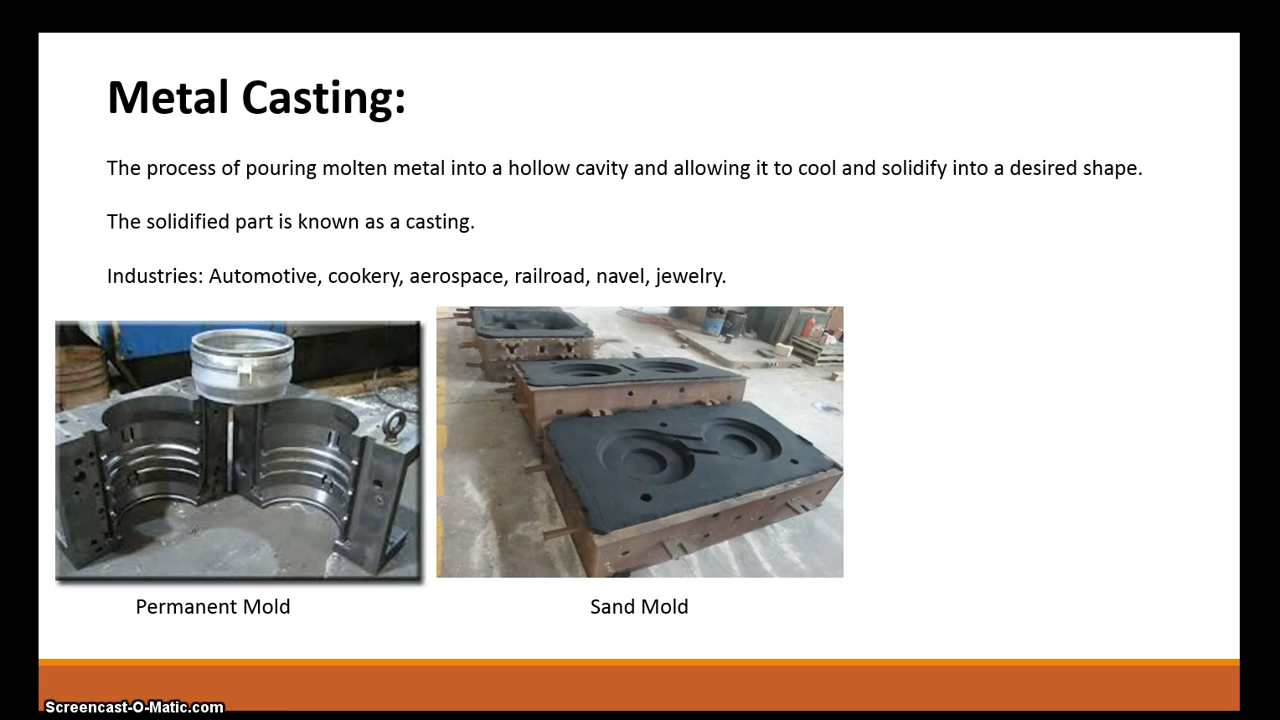 Metal Casting:
The process of pouring molten metal into a hollow cavity and allowing it to cool and solidify into a desired shape.
The solidified part is known as a casting.
Industries: Automotive, cookery, aerospace, railroad, navel, jewelry.
Permanent Mold
Sand Mold
Screencast-O-Matic.com